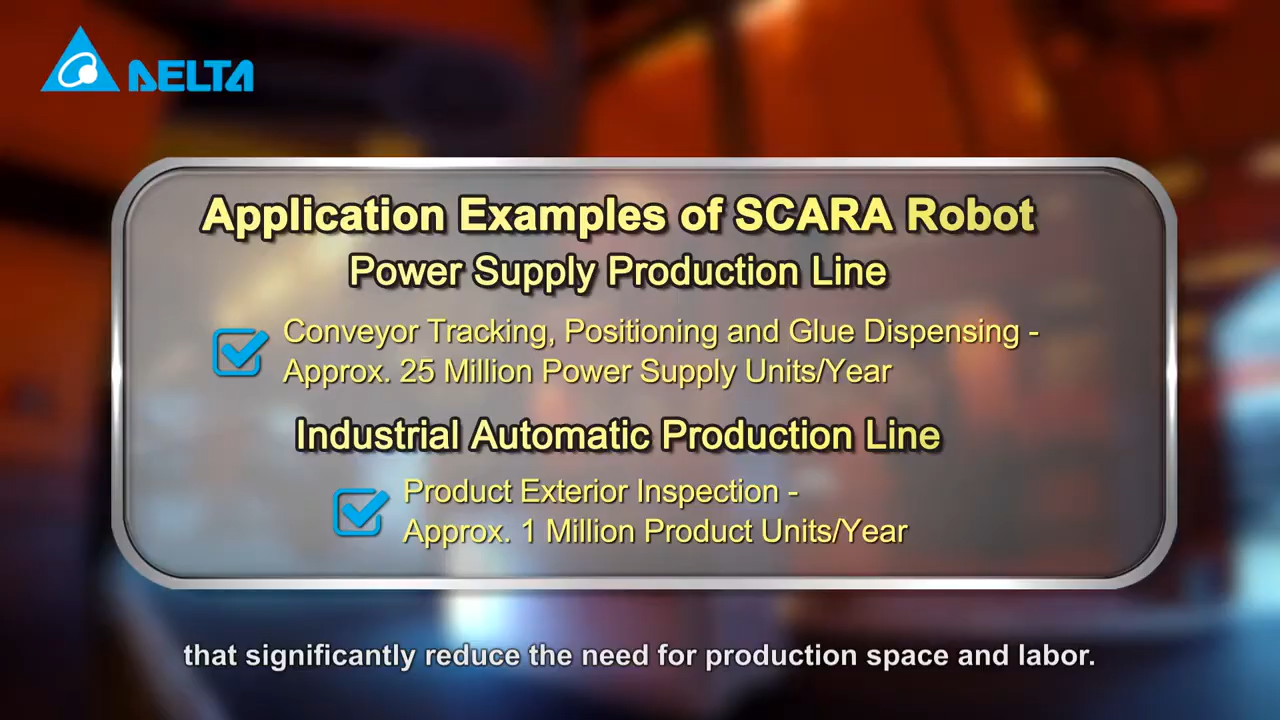 DELTA
Application Examples of SCARA Robot
Power Supply Production Line
Conveyor Tracking, Positioning and Glue Dispensing -
Approx. 25 Million Power Supply Units/Year
Industrial Automatic Production Line
Product Exterior Inspection -
Approx. 1 Million Product Units/Year
that significantly reduce the need for production space and labor.